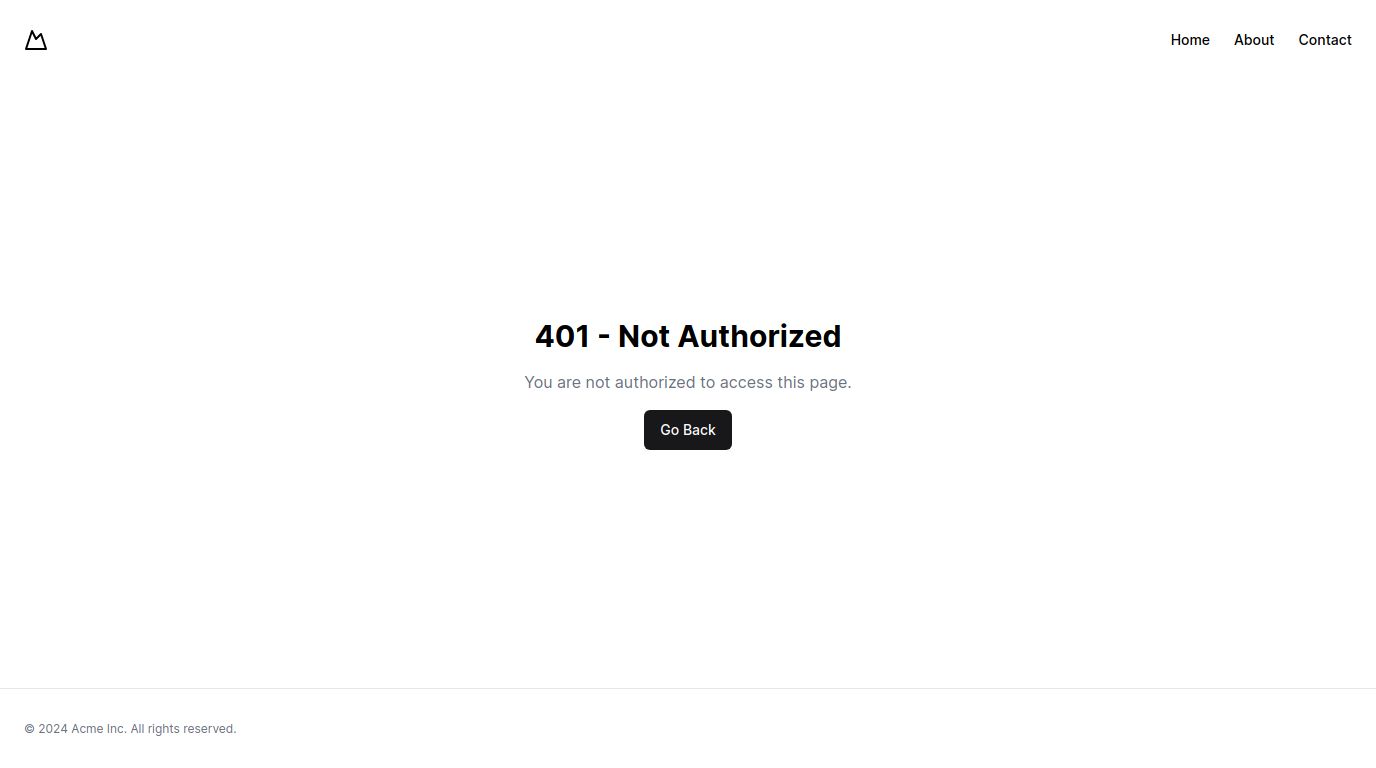 Home About Contact
401 - Not Authorized
You are not authorized to access this page.
Go Back
© 2024 Acme Inc. All rights reserved.